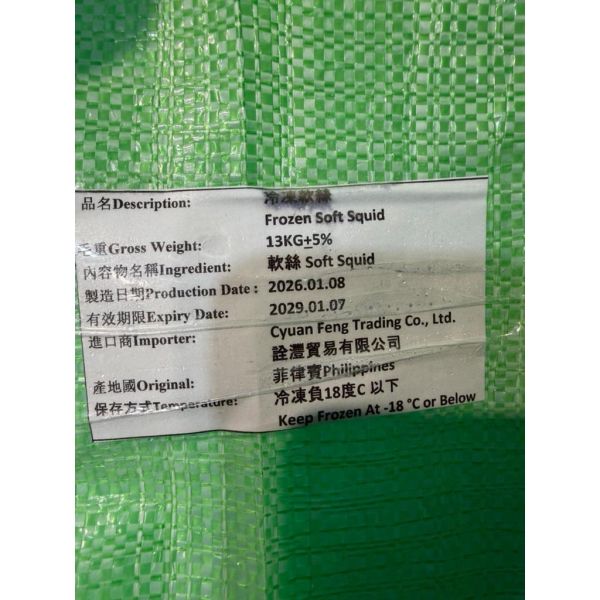 品名Description: 冷凍軟絲
Frozen Soft Squid
毛重Gross Weight: 13KG±5%
內容物名稱Ingredient: 軟絲 Soft Squid
製造日期Production Date : 2026.01.08
有效期限Expiry Date: 2029.01.07
進口商Importer: Cyuan Feng Trading Co., Ltd.
詮灃貿易有限公司
產地國Original: 菲律賓Philippines
保存方式Temperature: 冷凍負18度C 以下
Keep Frozen At -18 °C or Below